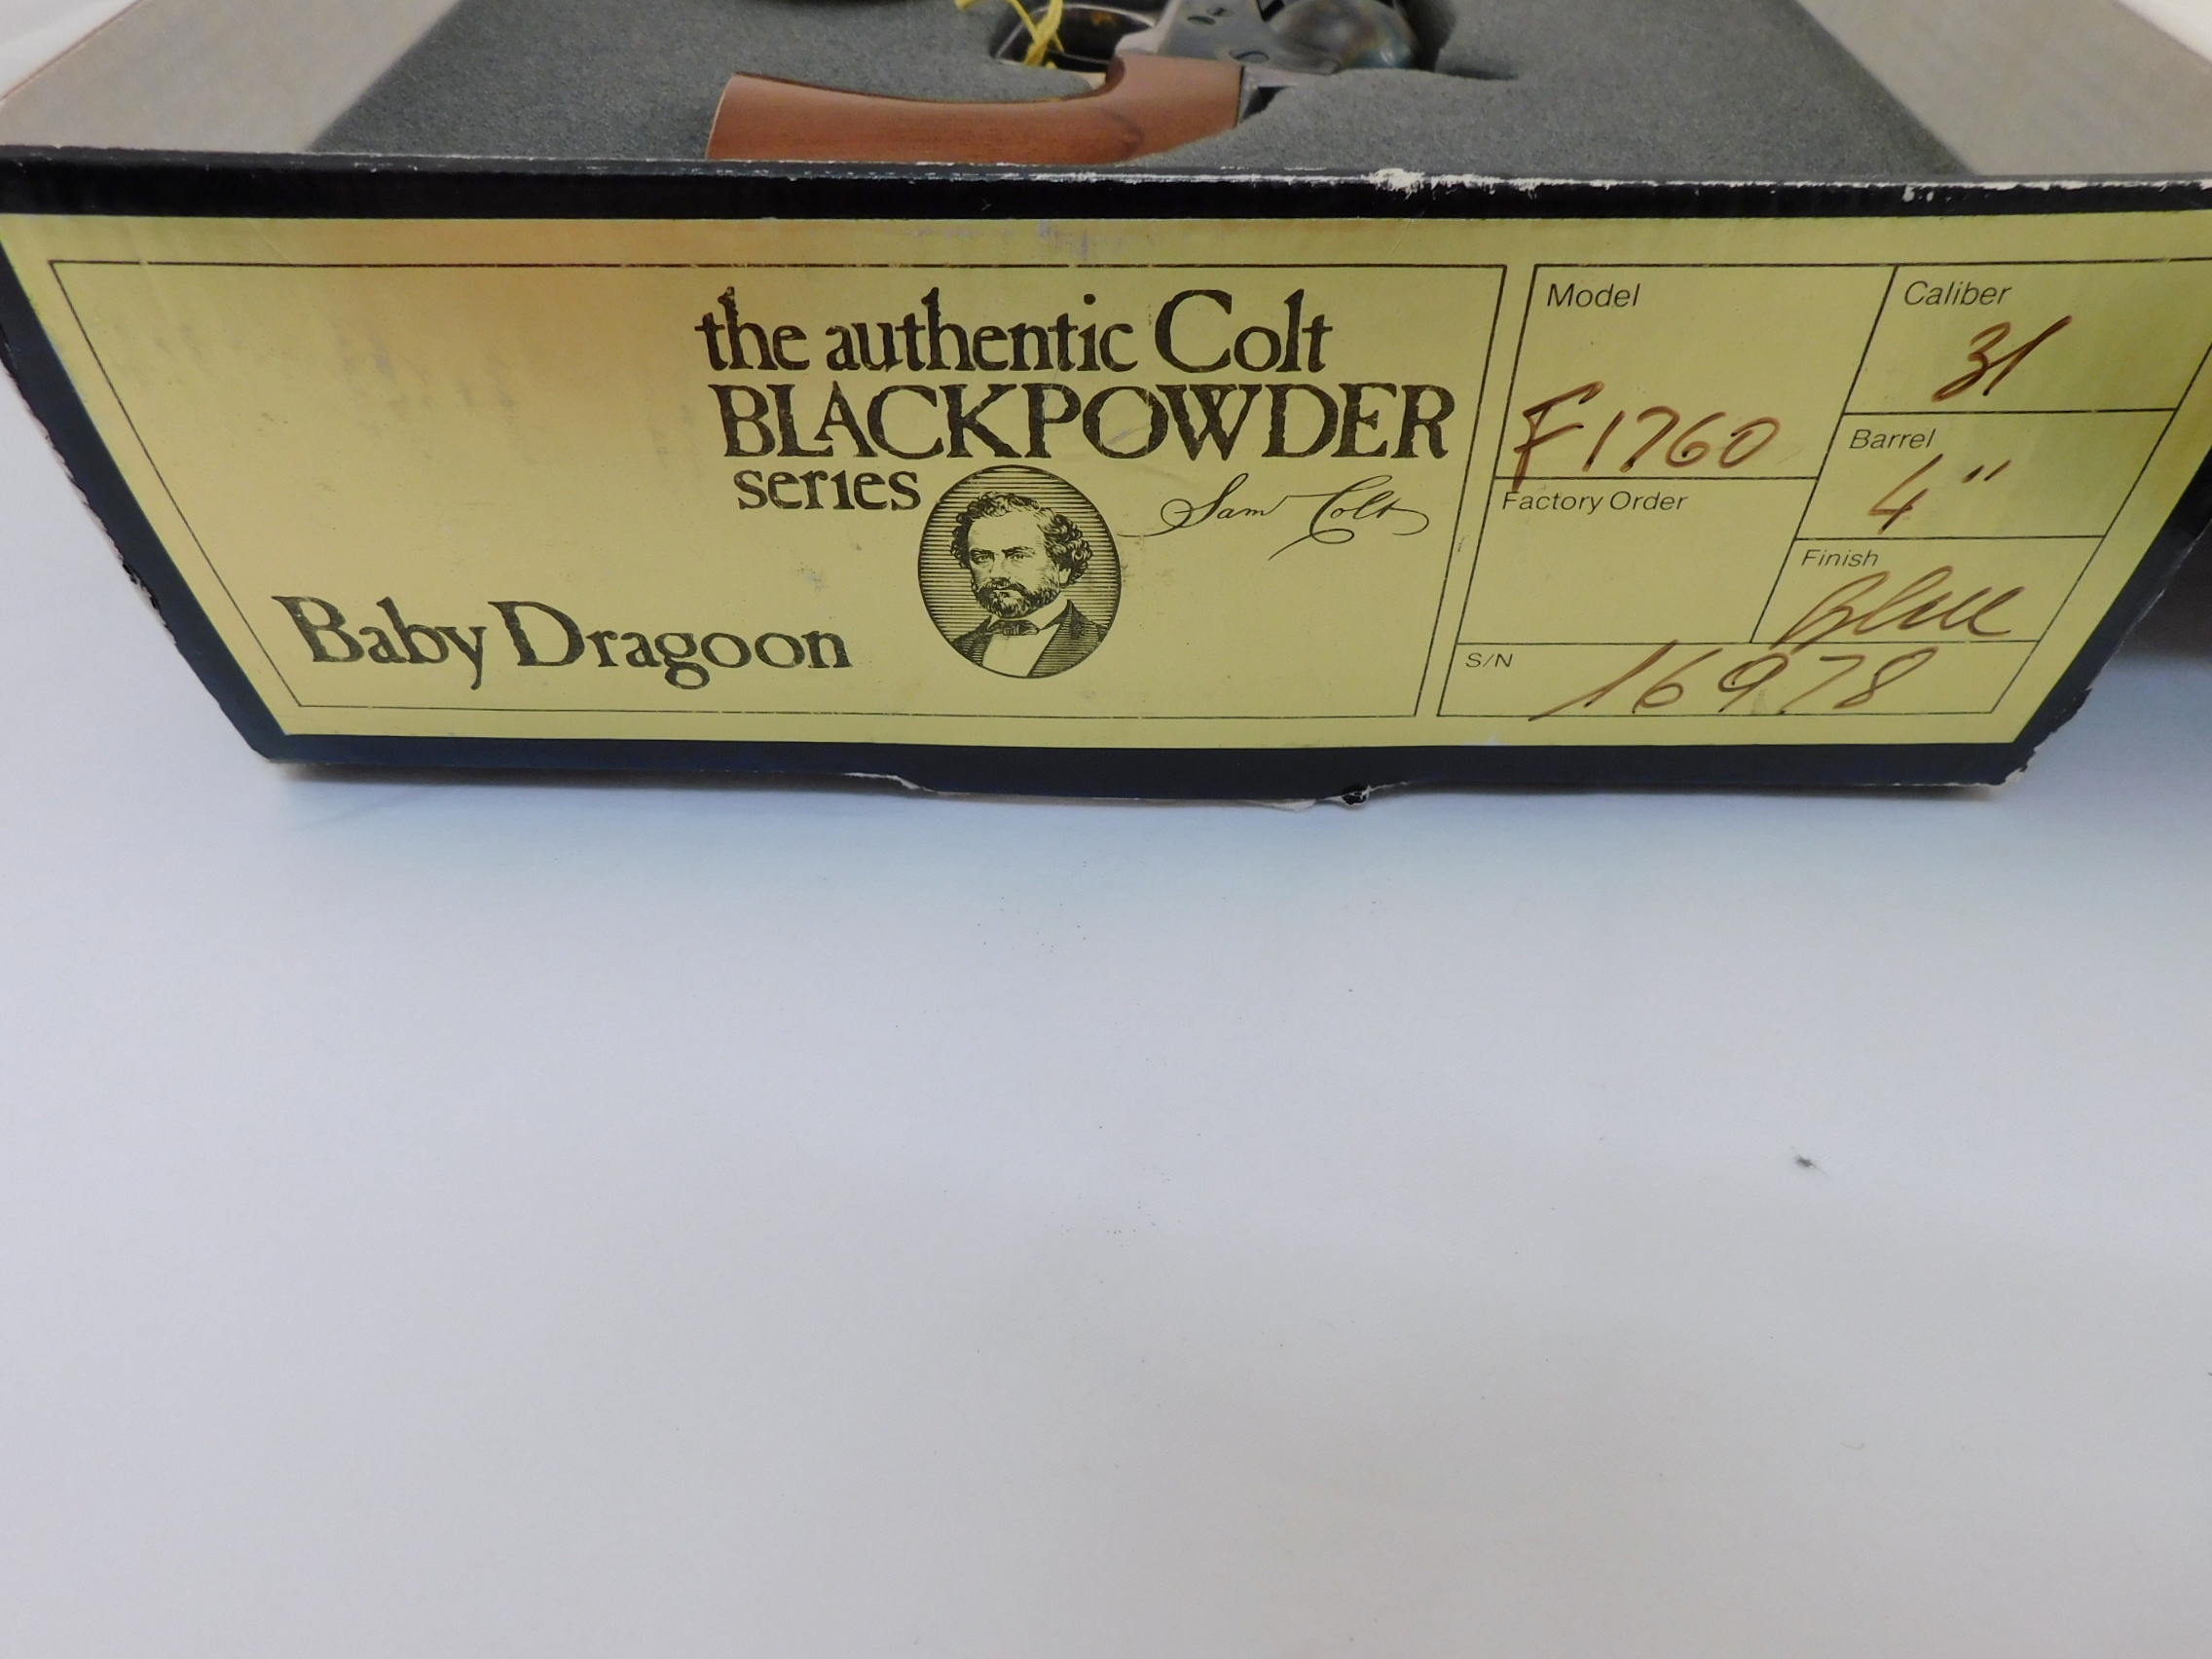 the authentic Colt
BLACKPOWDER
series
Sam Colt
Baby Dragoon
Model
F1760
Caliber
31
Barrel
4"
Factory Order
Finish
Blue
S/N
16978